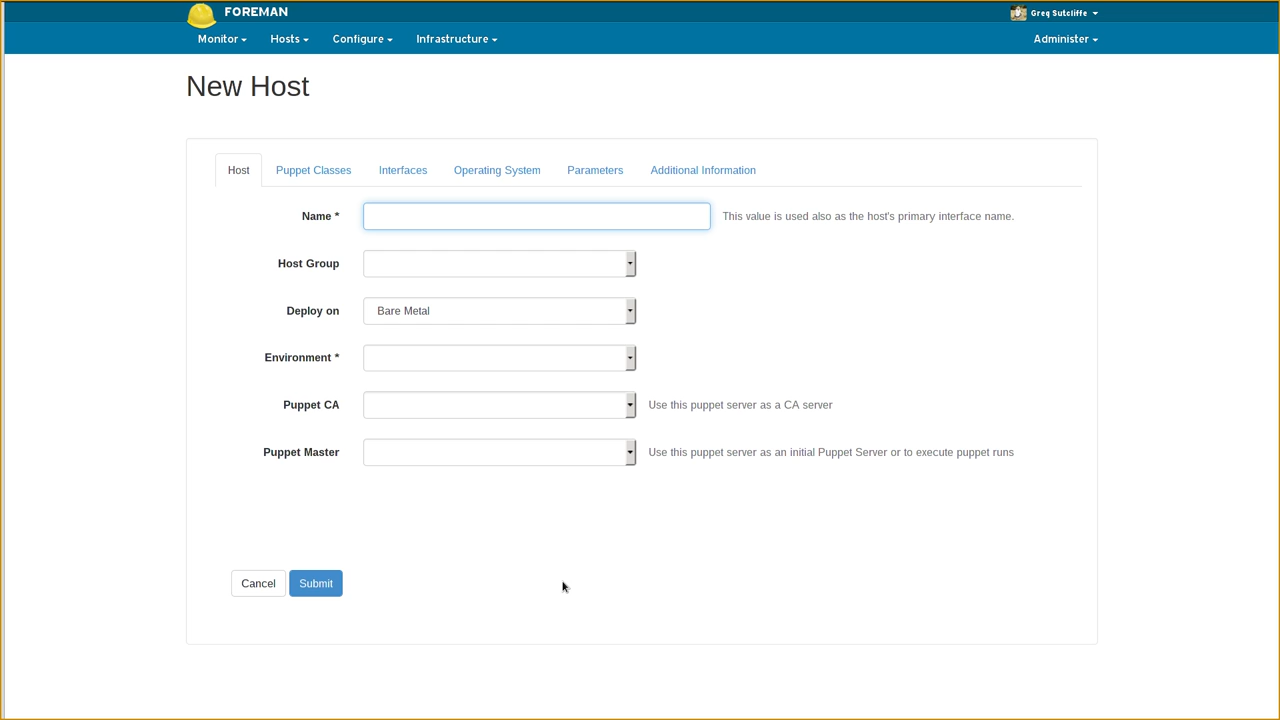 FOREMAN
Greg Sutcliffe
Monitor Hosts Configure Infrastructure Administer
New Host
Host Puppet Classes Interfaces Operating System Parameters Additional Information
Name * This value is used also as the host's primary interface name.
Host Group
Deploy on Bare Metal
Environment *
Puppet CA Use this puppet server as a CA server
Puppet Master Use this puppet server as an initial Puppet Server or to execute puppet runs
Cancel Submit